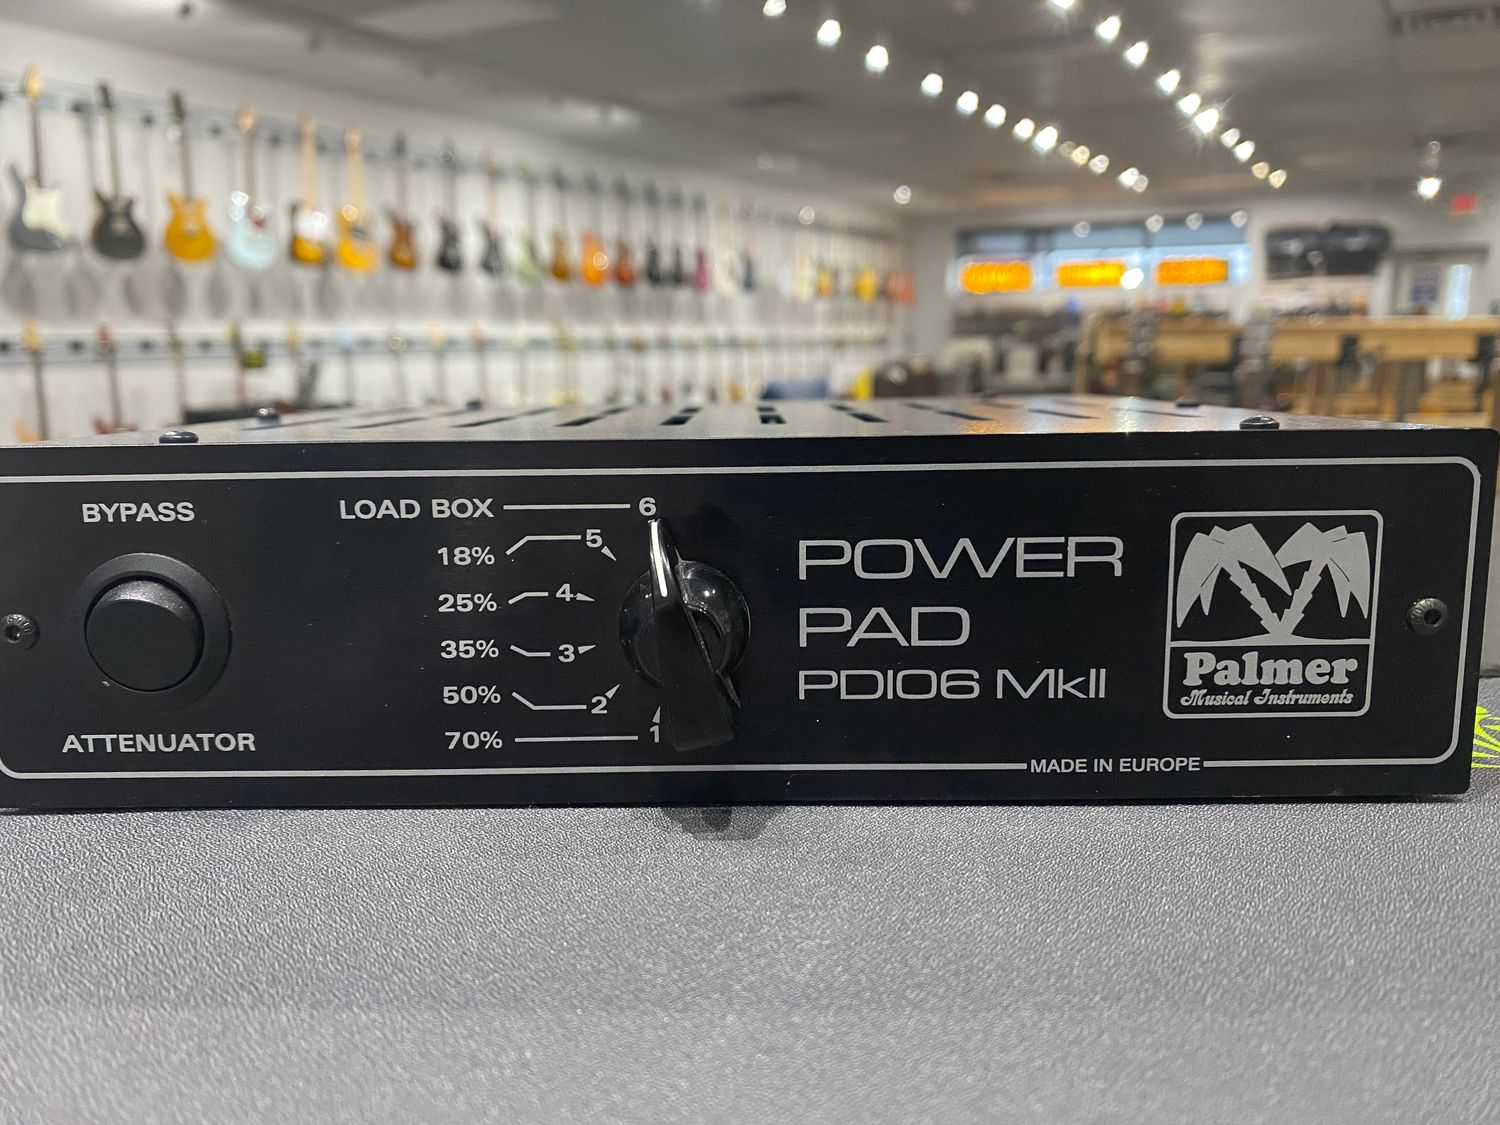 BYPASS
ATTENUATOR
LOAD BOX 6
18% 5
25% 4
35% 3
50% 2
70% 1
POWER
PAD
PDI06 MkII
Palmer
Musical Instruments
MADE IN EUROPE